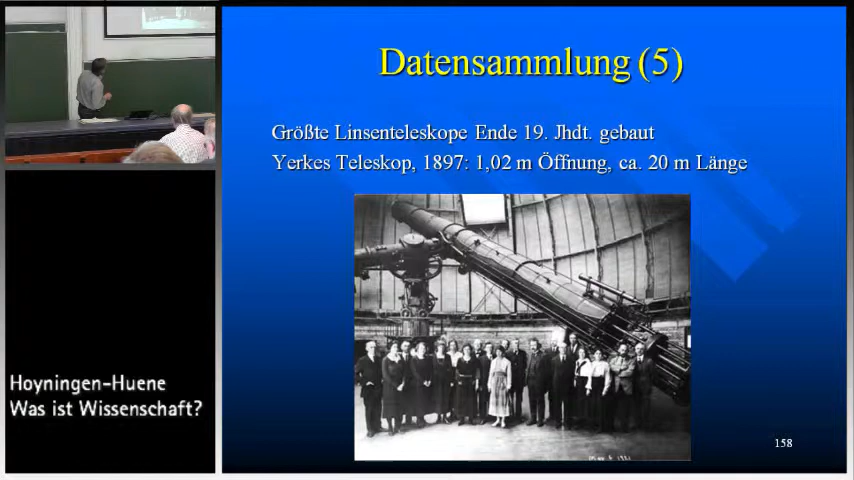 Datensammlung (5)
Größte Linsenteleskope Ende 19. Jhdt. gebaut
Yerkes Teleskop, 1897: 1,02 m Öffnung, ca. 20 m Länge
Hoyningen-Huene
Was ist Wissenschaft?
158